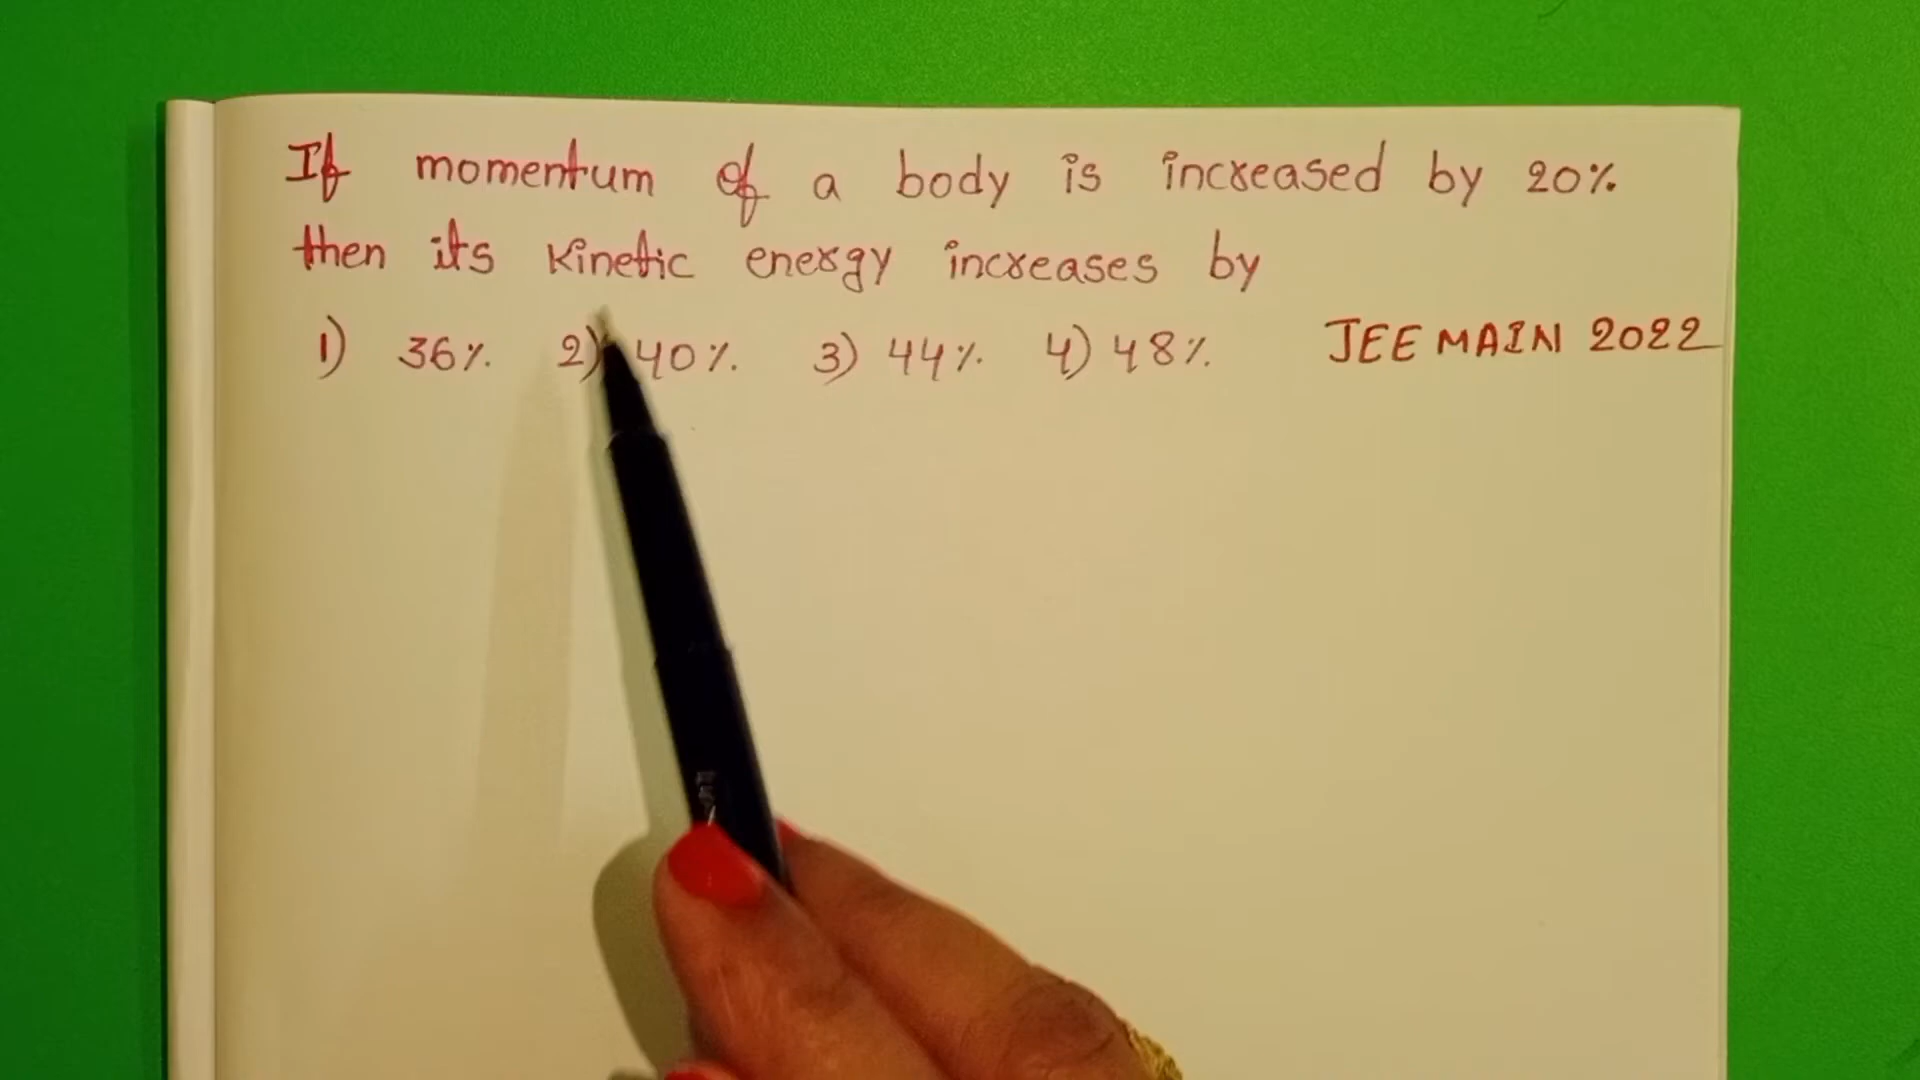 If momentum of a body is increased by 20%
then its kinetic energy increases by
1) 36% 2) 40% 3) 44% 4) 48% JEE MAIN 2022